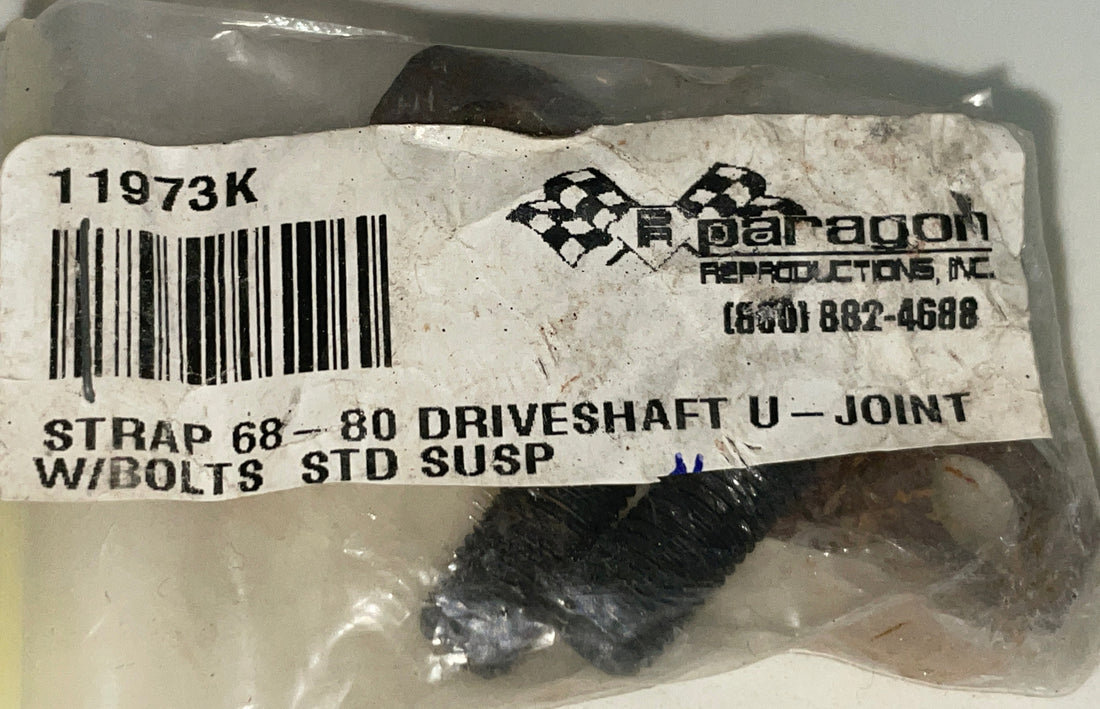 11973K
paragon
REPRODUCTIONS, INC.
(800) 882-4688
STRAP 68-80 DRIVESHAFT U-JOINT
W/BOLTS STD SUSP